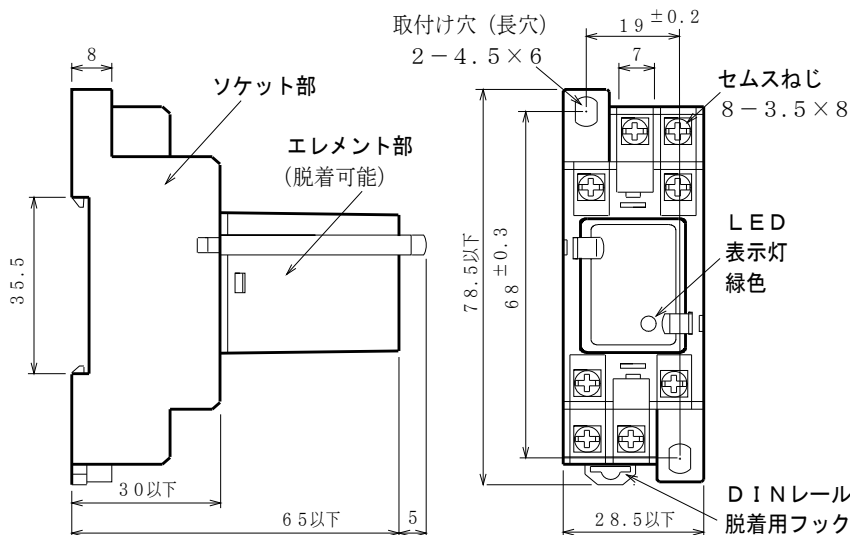 8
ソケット部
エレメント部
(脱着可能)
35.5
30以下
65以下
5
取付け穴(長穴)
2-4.5×6
19±0.2
7
セムスねじ
8-3.5×8
78.5以下
68±0.3
LED
表示灯
緑色
28.5以下
DINレール
脱着用フック